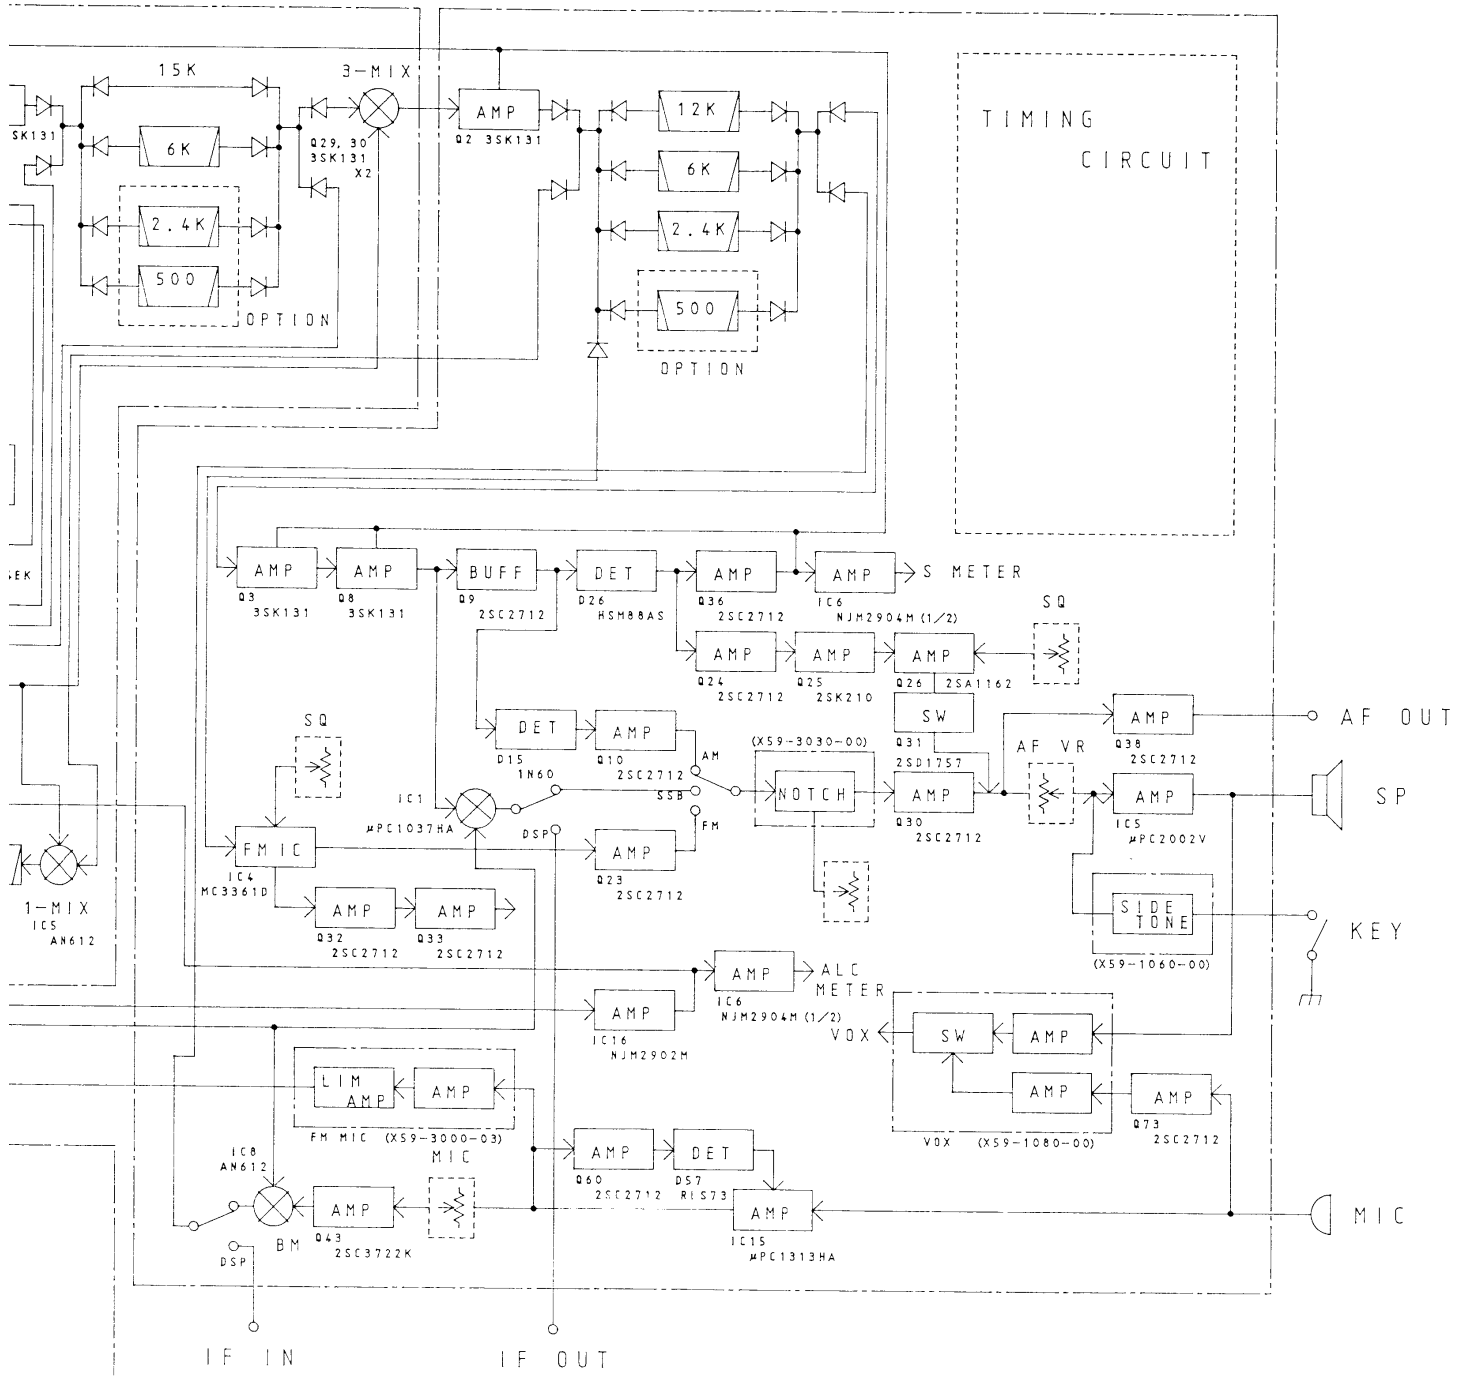 15K
3-MIX
SK131
6K
2.4K
500
OPTION
Q29,30
3SK131
X2
AMP
Q2 3SK131
12K
6K
2.4K
500
OPTION
TIMING
CIRCUIT
AMP
Q3
3SK131
AMP
Q8
3SK131
BUFF
Q9
2SC2712
DET
D26
HSM88AS
AMP
Q36
2SC2712
AMP
IC6
NJM2904M (1/2)
S METER
SQ
AMP
Q24
2SC2712
AMP
Q25
2SK210
AMP
Q26
2SA1162
SW
Q31
2SD1757
DET
D15
1N60
AMP
Q10
2SC2712
AM
SSB
FM
(X59-3030-00)
NOTCH
AMP
Q30
2SC2712
AF VR
AMP
Q38
2SC2712
AF OUT
AMP
IC5
μPC2002V
SP
SQ
IC1
μPC1037HA
DSP
FM IC
IC4
MC3361D
AMP
Q23
2SC2712
AMP
Q32
2SC2712
AMP
Q33
2SC2712
1-MIX
IC5
AN612
SIDE
TONE
(X59-1060-00)
KEY
AMP
IC6
NJM2904M (1/2)
ALC
METER
AMP
IC16
NJM2902M
VOX
SW
AMP
AMP
VOX (X59-1080-00)
AMP
Q73
2SC2712
LIM
AMP
AMP
FM MIC (X59-3000-03)
MIC
IC8
AN612
BM
DSP
AMP
Q43
2SC3722K
AMP
Q60
2SC2712
DET
D57
RLS73
AMP
IC15
μPC1313HA
MIC
IF IN
IF OUT